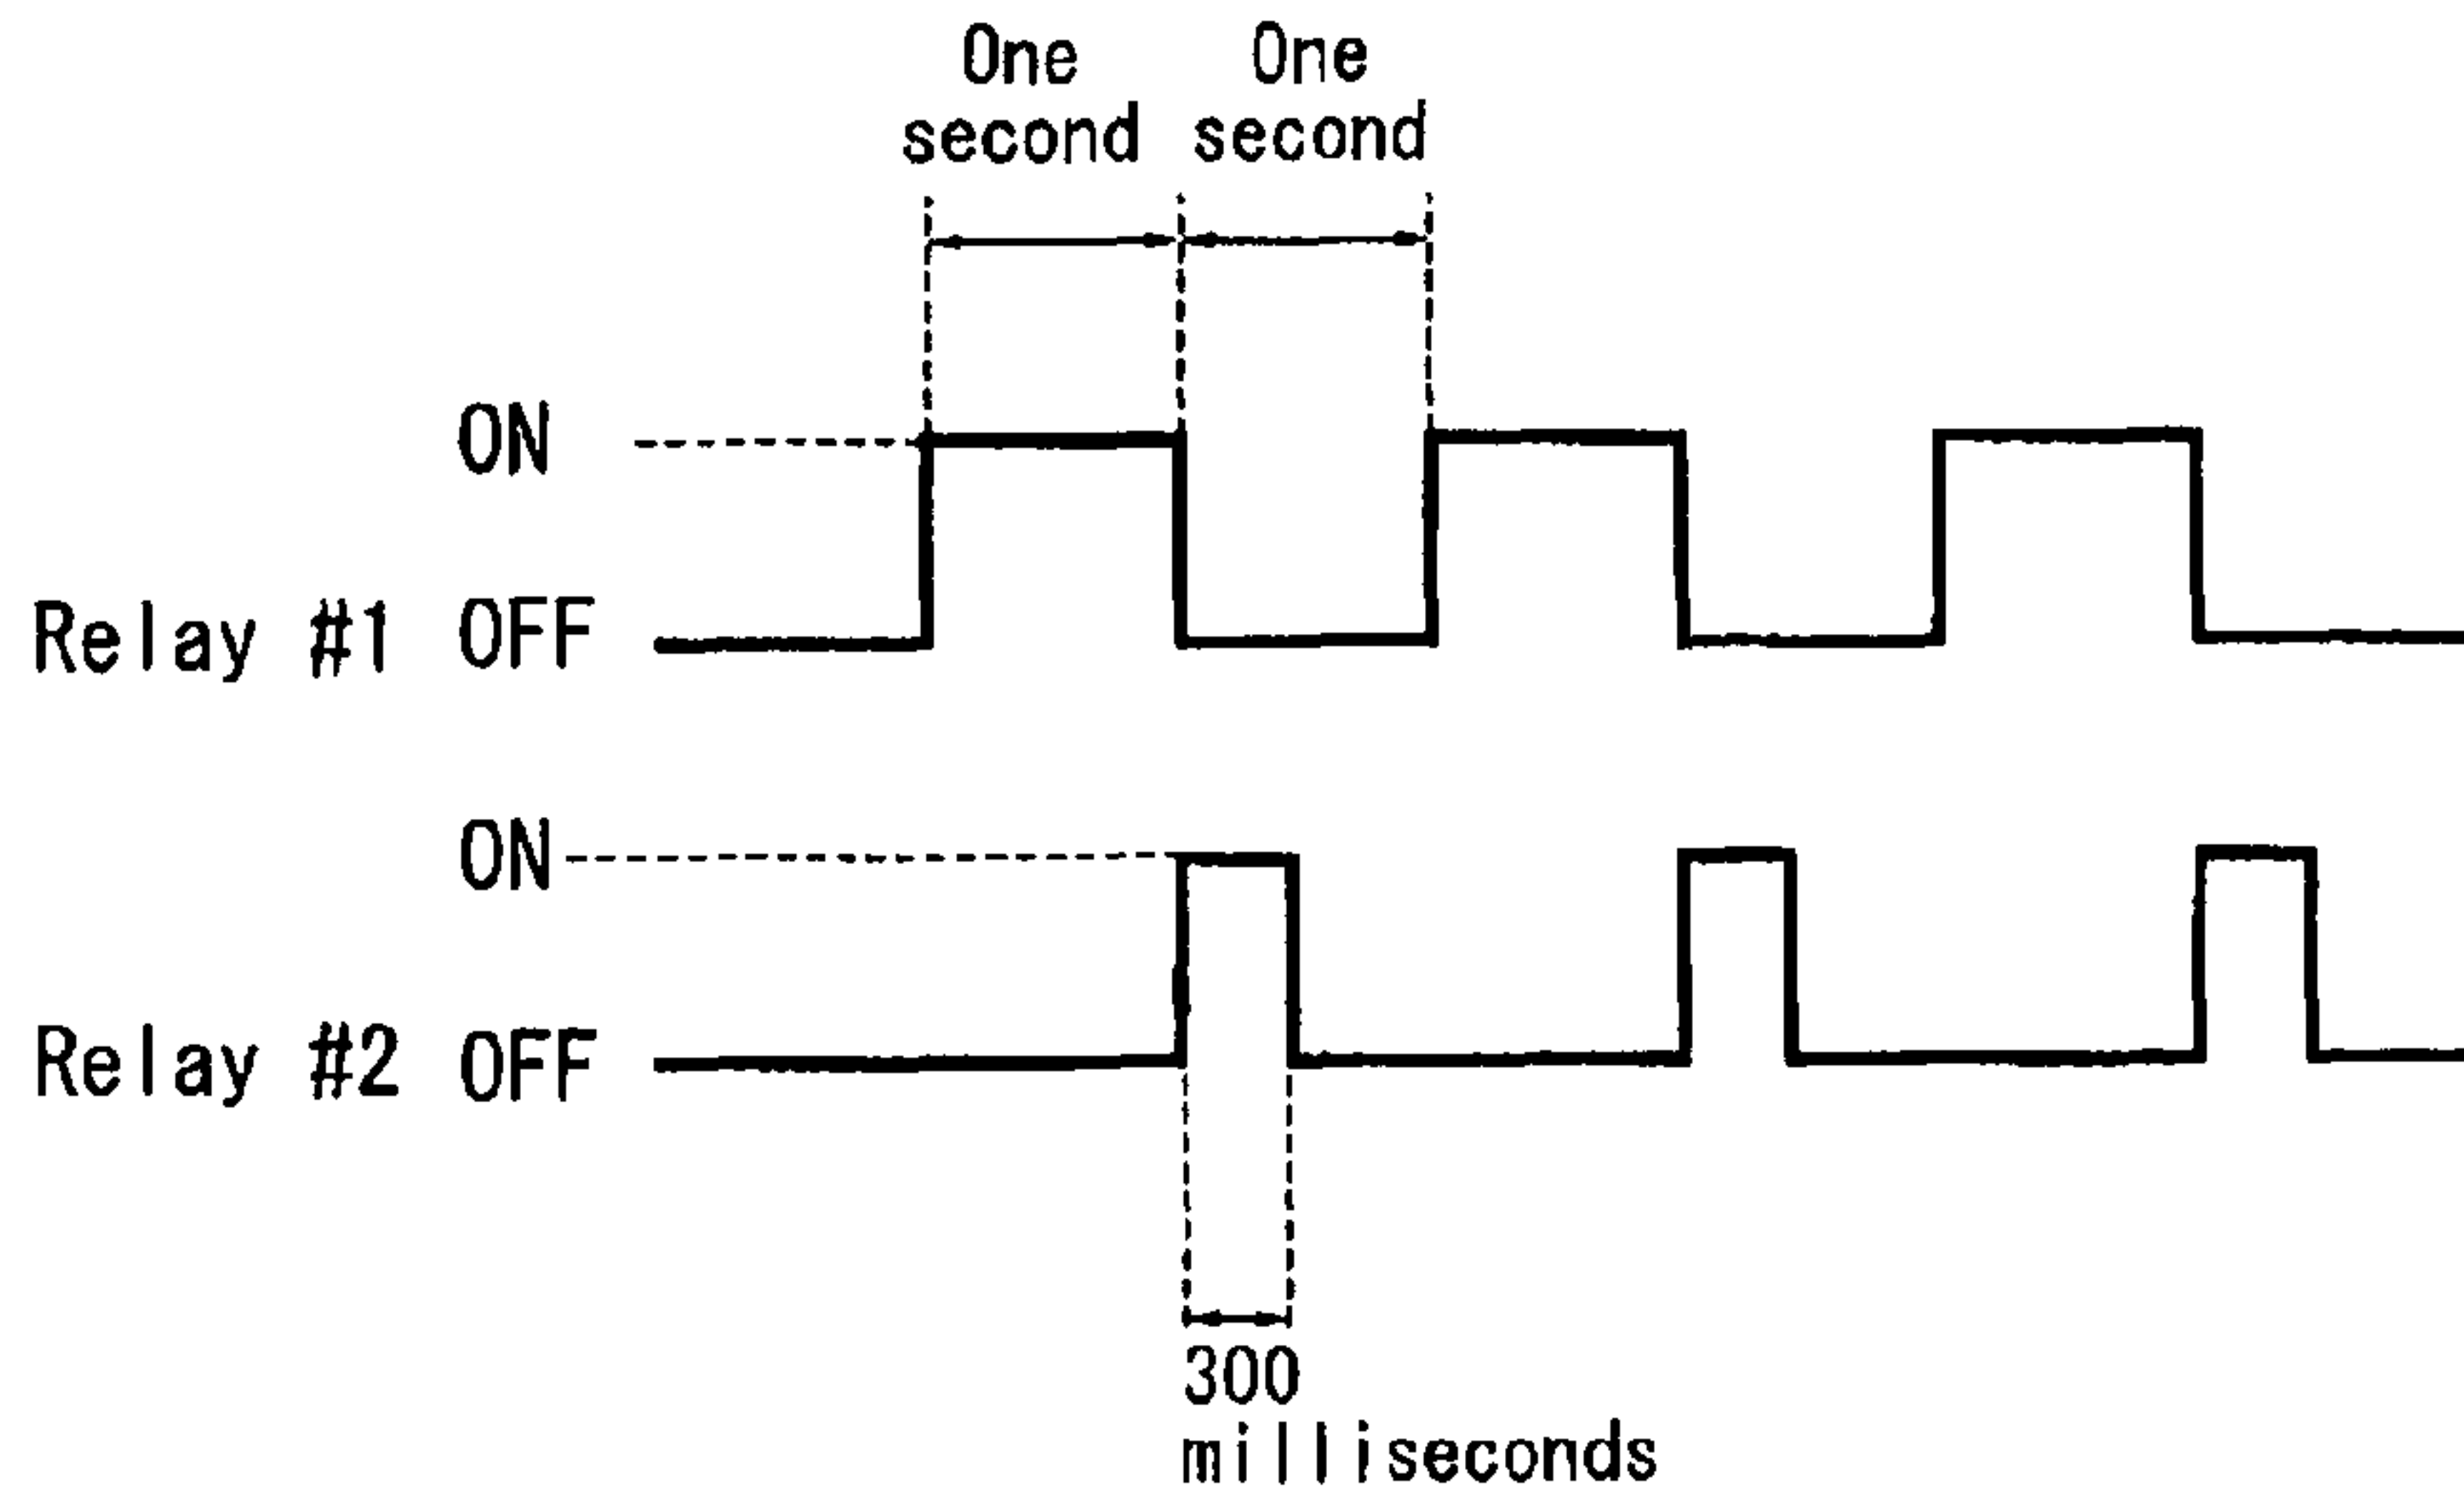 One One
second second
ON
Relay #1 OFF
ON
Relay #2 OFF
300
milliseconds